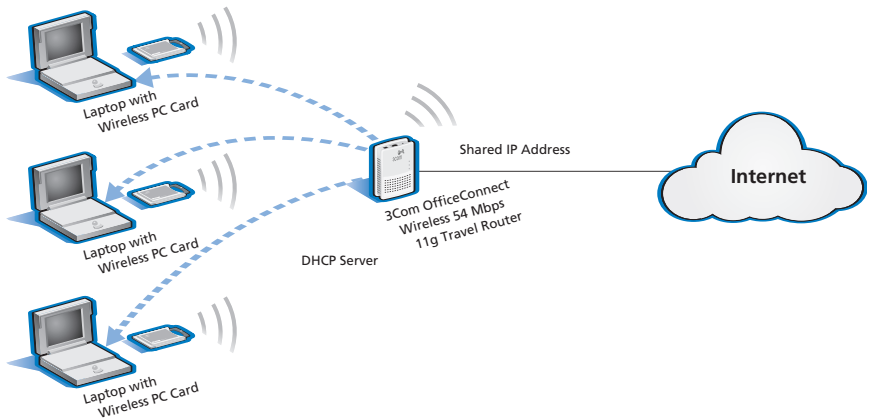 Laptop with
Wireless PC Card
Shared IP Address
Internet
3Com
3Com OfficeConnect
Wireless 54 Mbps
11g Travel Router
Laptop with
Wireless PC Card
DHCP Server
Laptop with
Wireless PC Card